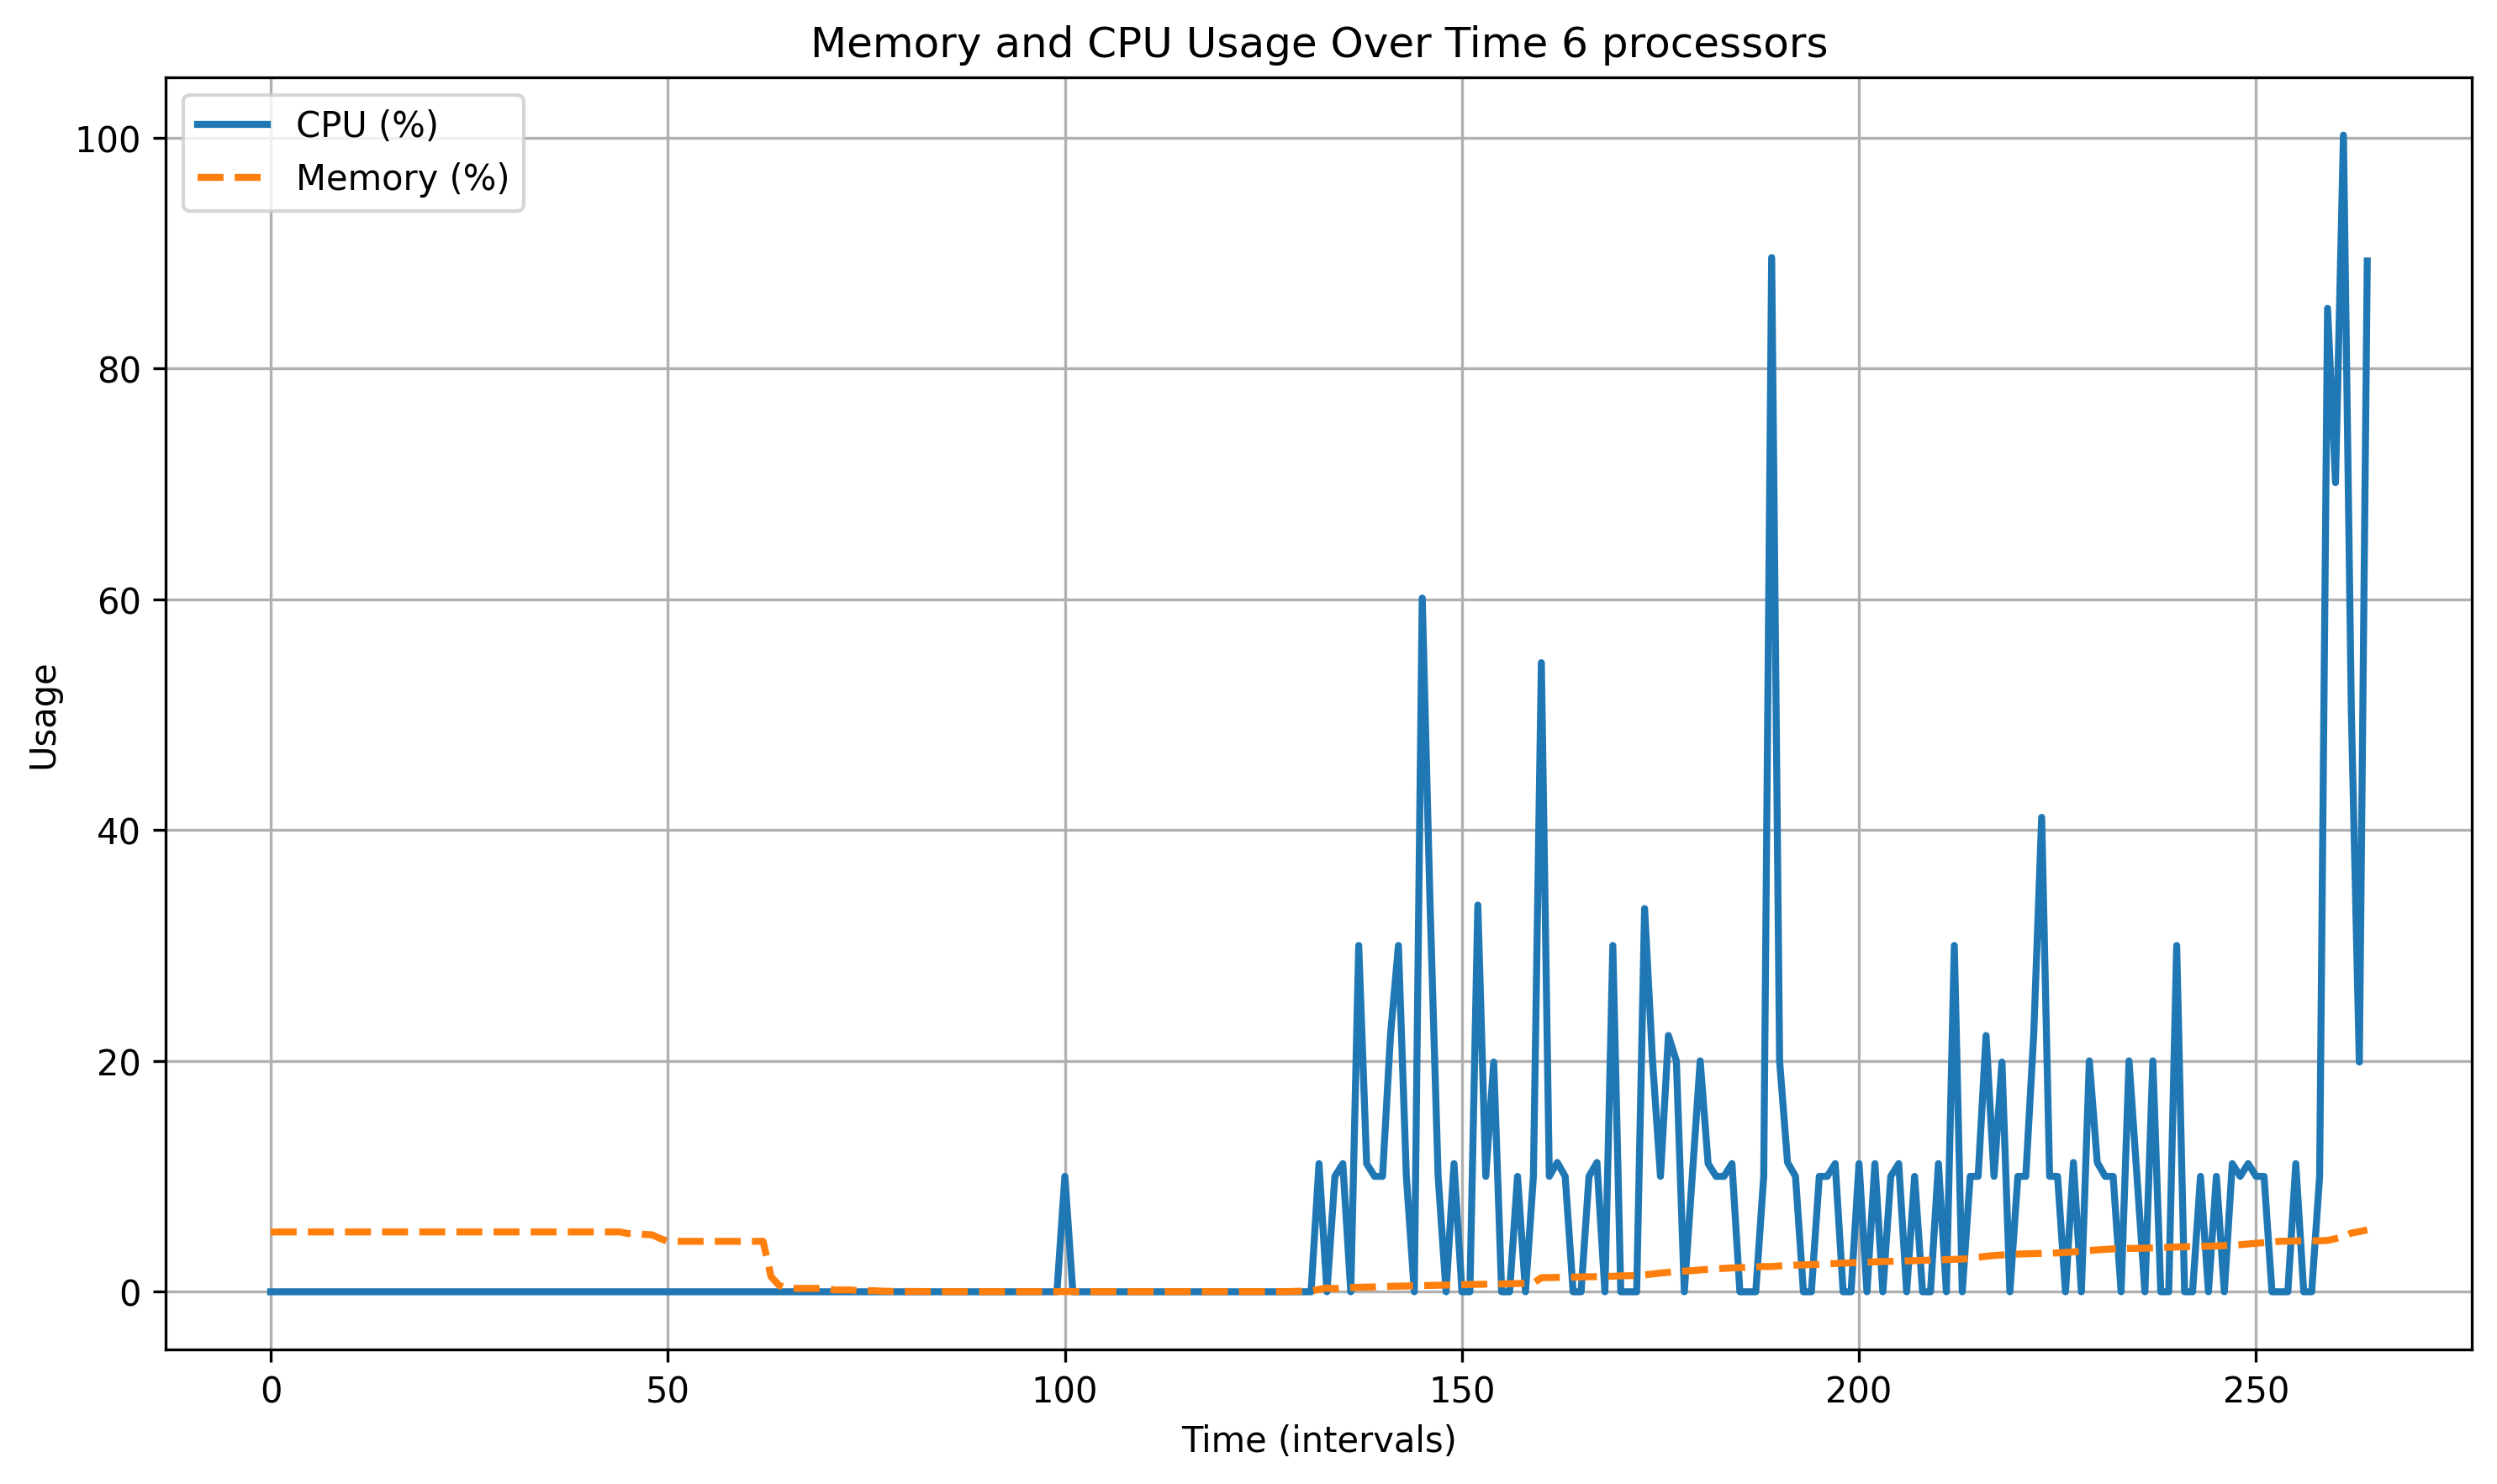 Memory and CPU Usage Over Time 6 processors
CPU (%)
Memory (%)
100
80
60
40
20
0
Usage
0 50 100 150 200 250
Time (intervals)